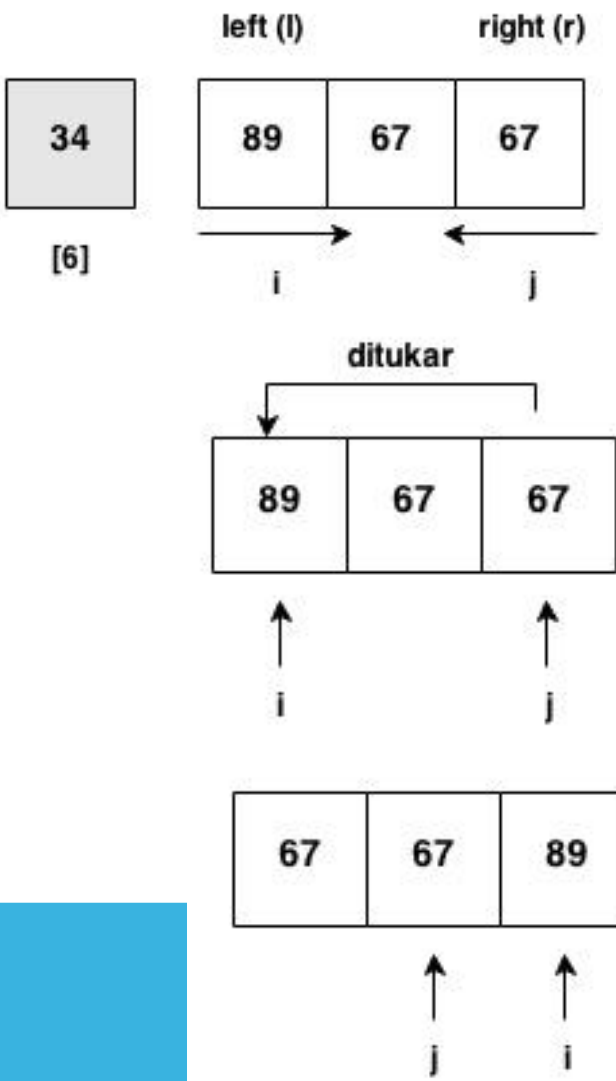 left (l) right (r)
34 89 67 67
[6]
i j
ditukar
89 67 67
i j
67 67 89
j i